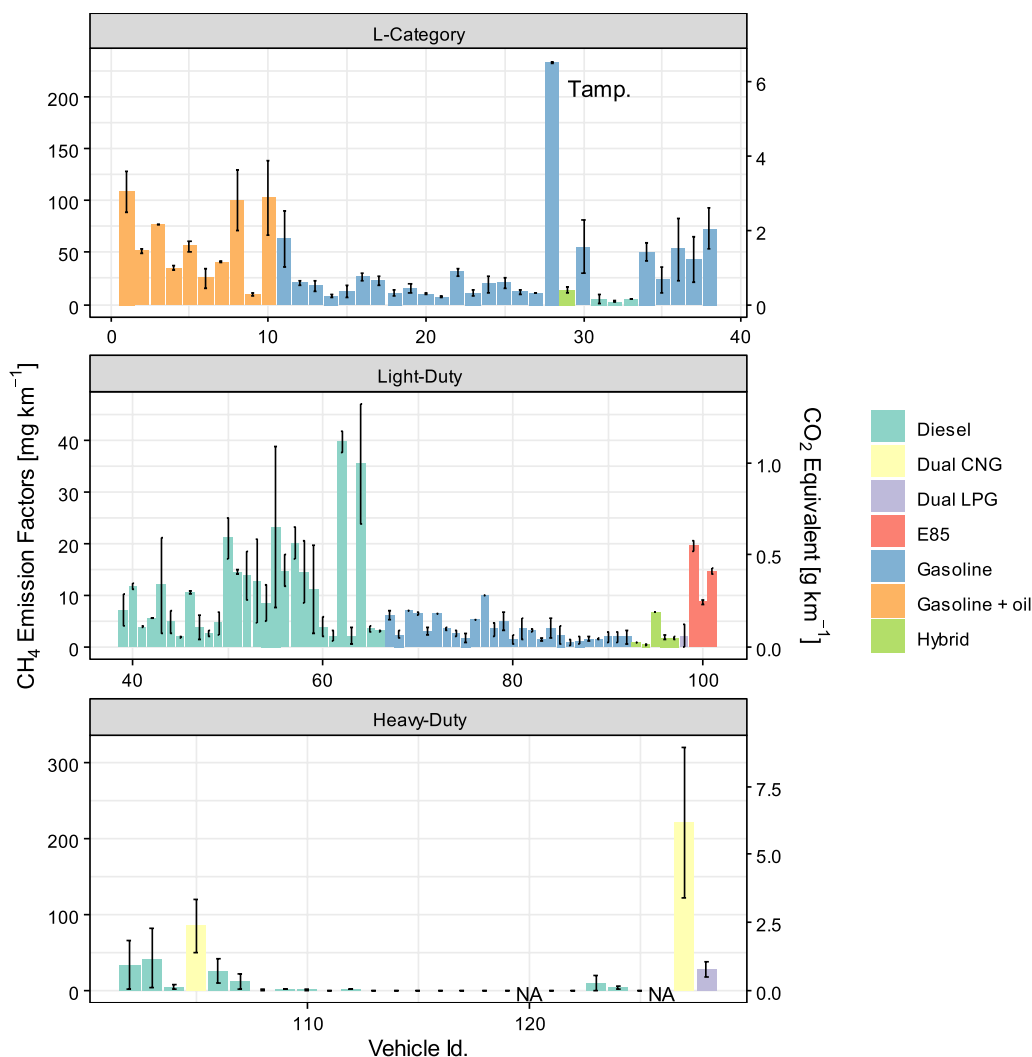 L-Category
200
150
100
50
0
6
4
2
0
Tamp.
0 10 20 30 40
Light-Duty
40
30
20
10
0
1.0
0.5
0.0
40 60 80 100
Heavy-Duty
300
200
100
0
7.5
5.0
2.5
0.0
NA NA
110 120
Vehicle Id.
CH₄ Emission Factors [mg km⁻¹]
CO₂ Equivalent [g km⁻¹]
Diesel
Dual CNG
Dual LPG
E85
Gasoline
Gasoline + oil
Hybrid